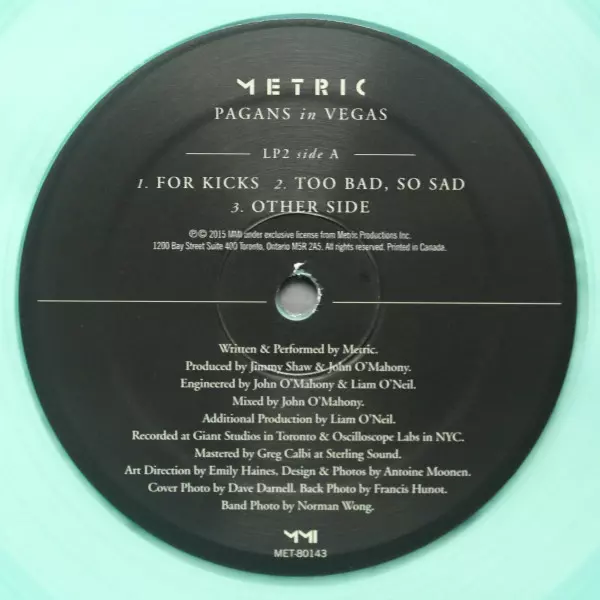 METRIC
PAGANS in VEGAS
LP2 side A
1. FOR KICKS 2. TOO BAD, SO SAD
3. OTHER SIDE
℗© 2015 MMI under exclusive license from Metric Productions Inc.
1200 Bay Street Suite 400 Toronto, Ontario M5R 2A5. All rights reserved. Printed in Canada.
Written & Performed by Metric.
Produced by Jimmy Shaw & John O'Mahony.
Engineered by John O'Mahony & Liam O'Neil.
Mixed by John O'Mahony.
Additional Production by Liam O'Neil.
Recorded at Giant Studios in Toronto & Oscilloscope Labs in NYC.
Mastered by Greg Calbi at Sterling Sound.
Art Direction by Emily Haines, Design & Photos by Antoine Moonen.
Cover Photo by Dave Darnell. Back Photo by Francis Hunot.
Band Photo by Norman Wong.
MMI
MET-80143